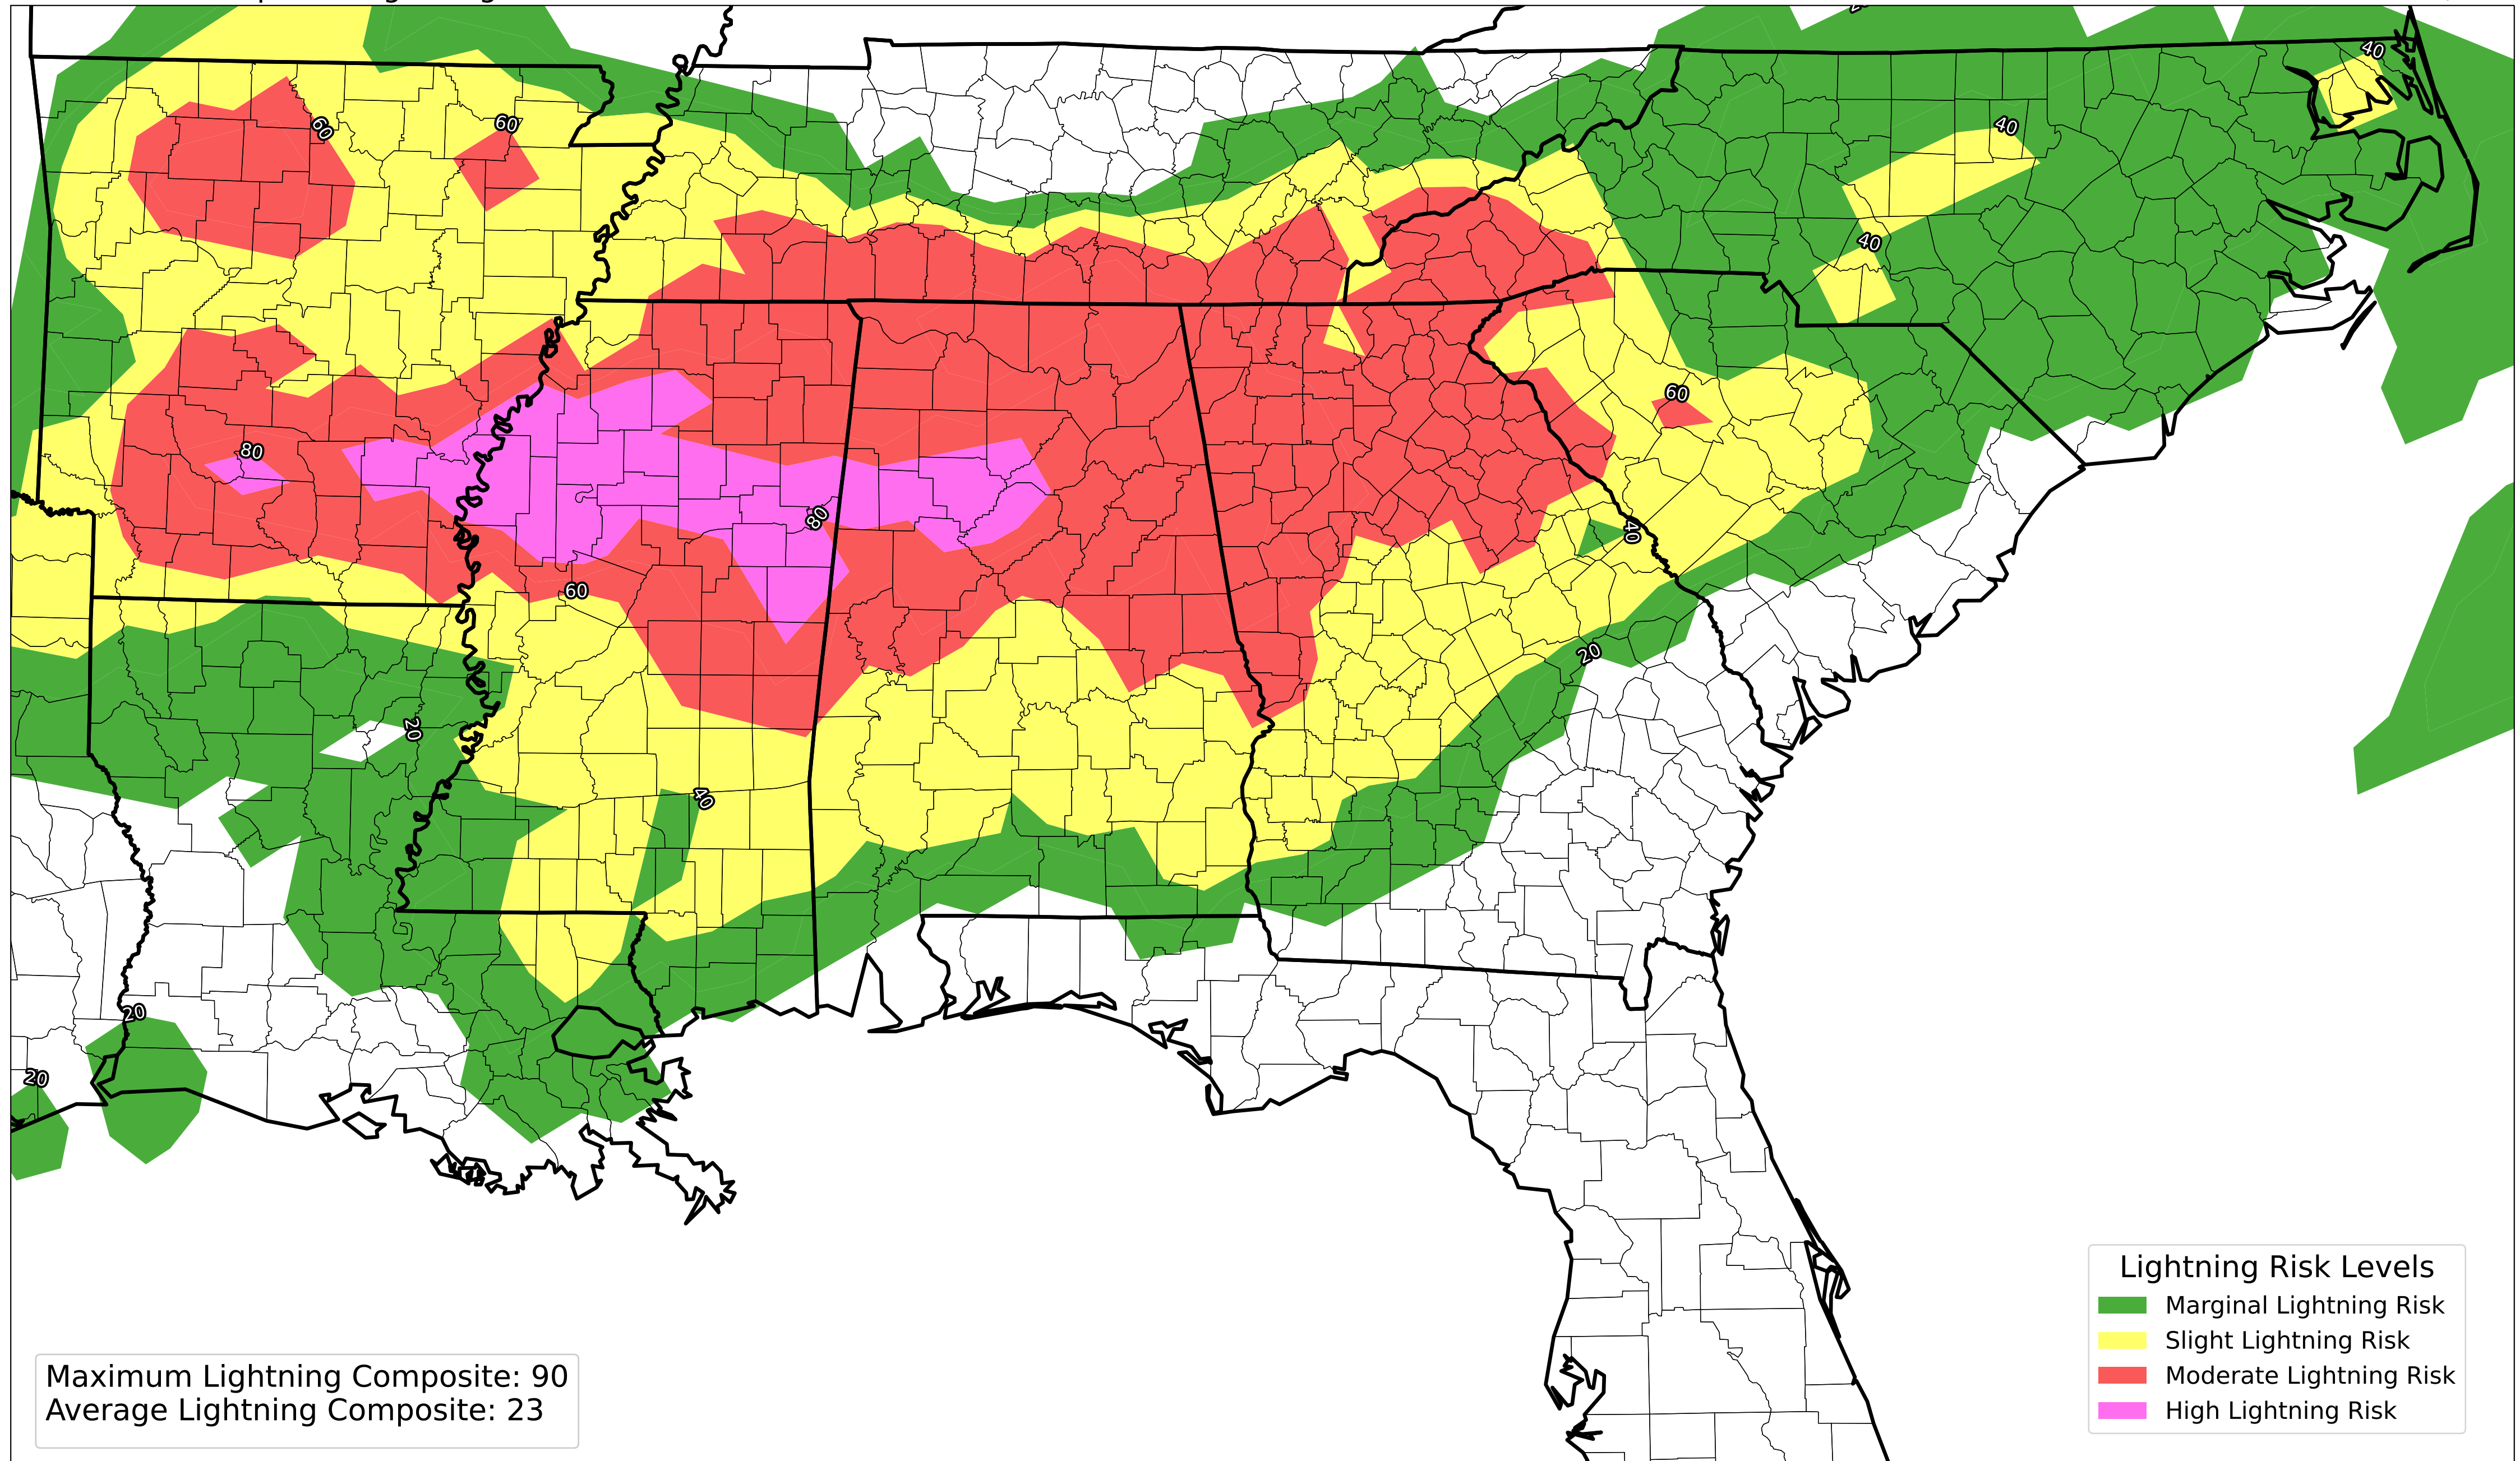 40
60
60
40
40
60
80
80
40
60
20
20
40
20
20
Lightning Risk Levels
Marginal Lightning Risk
Slight Lightning Risk
Moderate Lightning Risk
High Lightning Risk
Maximum Lightning Composite: 90
Average Lightning Composite: 23